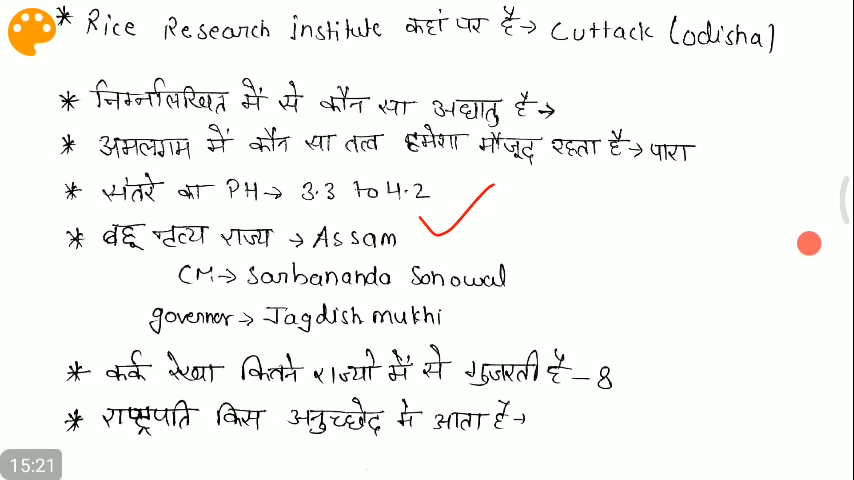 * Rice Research institute कहां पर है → Cuttack (odisha)
* निम्नलिखित में से कौन सा अधातु है →
* अमलगम में कौन सा तत्व हमेशा मौजूद रहता है → पारा
* संतरे का PH → 3.3 to 4.2
* बिहू नृत्य राज्य → Assam
CM → Sarbananda Sonowal
governer → Jagdish mukhi
* कर्क रेखा कितने राज्यो में से गुजरती है - 8
* राष्ट्रपति किस अनुच्छेद मे आता है →
15:21